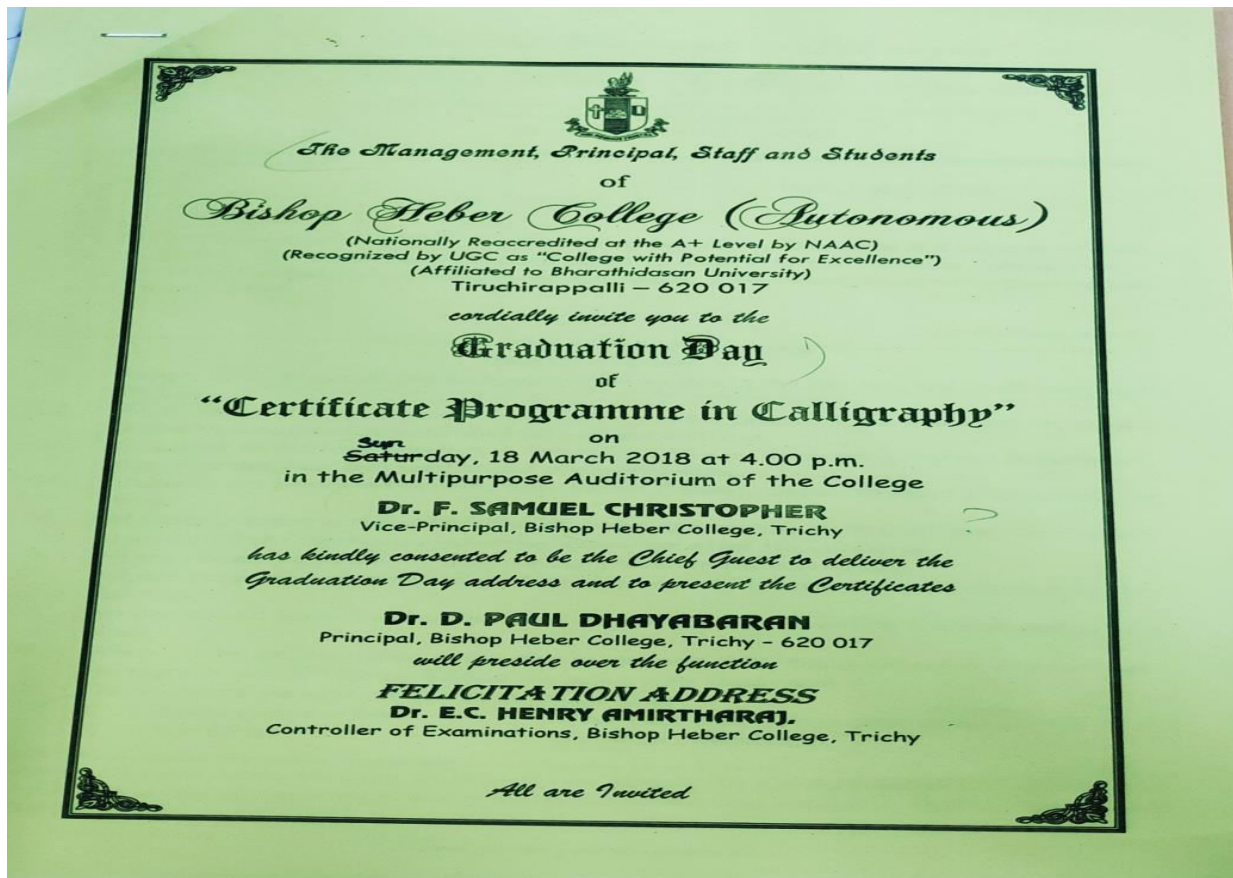 The Management, Principal, Staff and Students
of
Bishop Heber College (Autonomous)
(Nationally Reaccredited at the A+ Level by NAAC)
(Recognized by UGC as "College with Potential for Excellence")
(Affiliated to Bharathidasan University)
Tiruchirappalli – 620 017
cordially invite you to the
Graduation Day
of
"Certificate Programme in Calligraphy"
on
Sun
Saturday, 18 March 2018 at 4.00 p.m.
in the Multipurpose Auditorium of the College
Dr. F. SAMUEL CHRISTOPHER
Vice-Principal, Bishop Heber College, Trichy
?
has kindly consented to be the Chief Guest to deliver the
Graduation Day address and to present the Certificates
Dr. D. PAUL DHAYABARAN
Principal, Bishop Heber College, Trichy - 620 017
will preside over the function
FELICITATION ADDRESS
Dr. E.C. HENRY AMIRTHARAJ,
Controller of Examinations, Bishop Heber College, Trichy
All are Invited